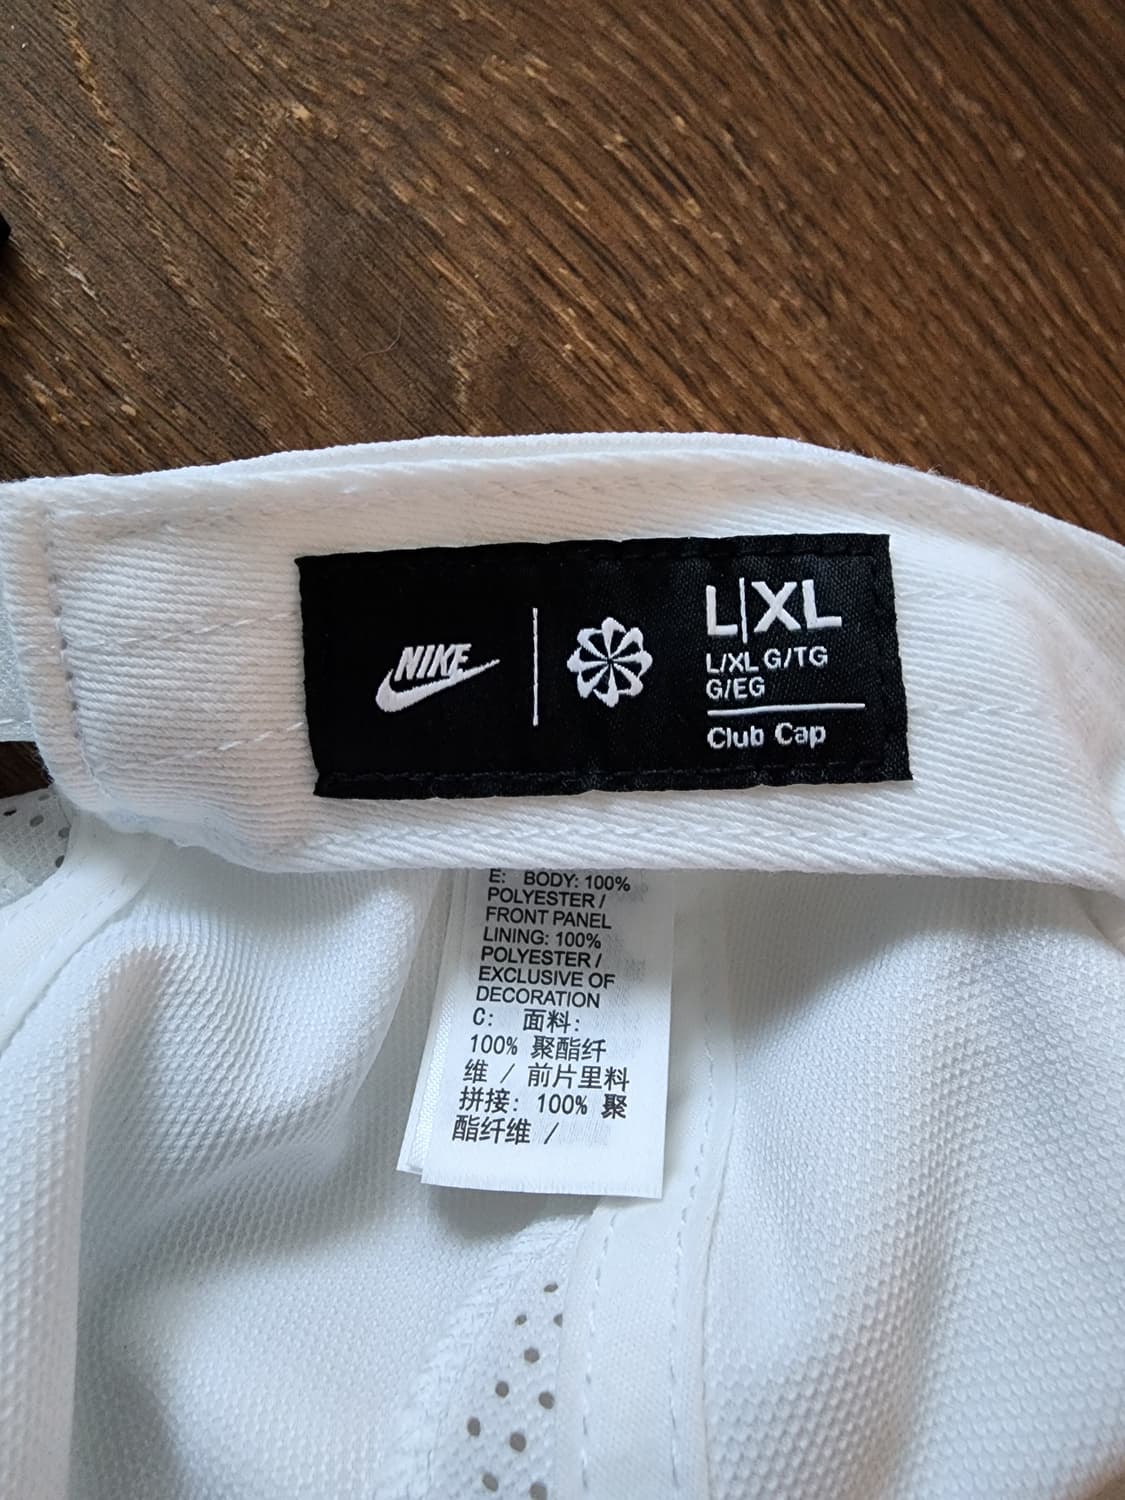 NIKE
L|XL
L/XL G/TG
G/EG
Club Cap
E: BODY: 100%
POLYESTER /
FRONT PANEL
LINING: 100%
POLYESTER /
EXCLUSIVE OF
DECORATION
C: 面料:
100% 聚酯纤
维 / 前片里料
拼接: 100% 聚
酯纤维 /